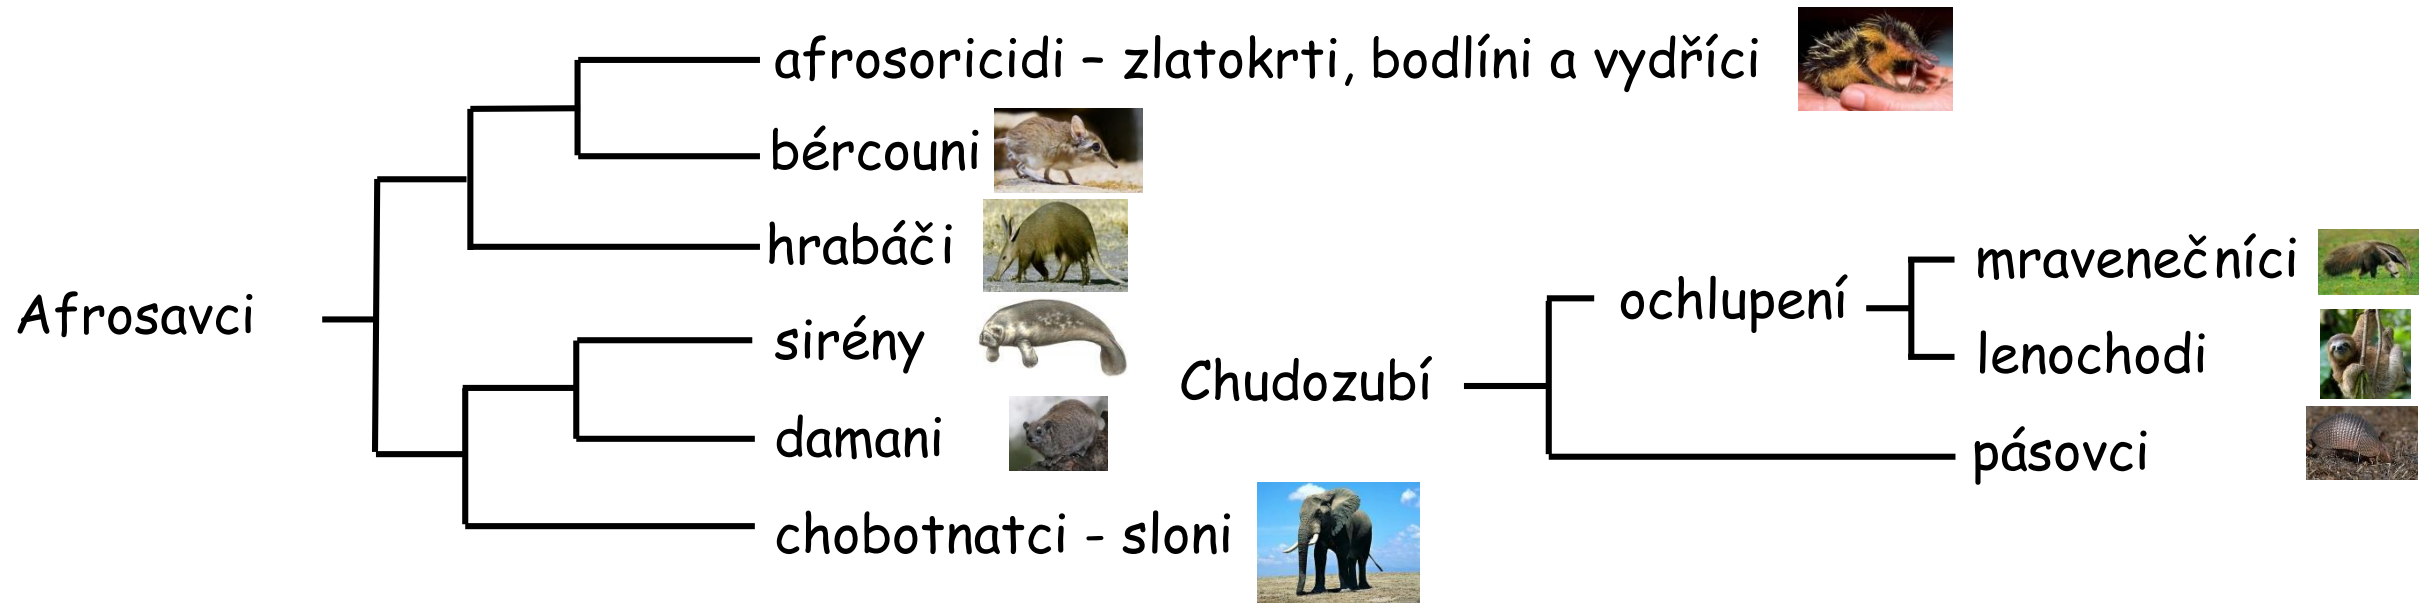 afrosoricidi – zlatokrti, bodlíni a vydříci
bércouni
hrabáči
Afrosavci
sirény
damani
chobotnatci - sloni
mravenečníci
ochlupení
lenochodi
Chudozubí
pásovci